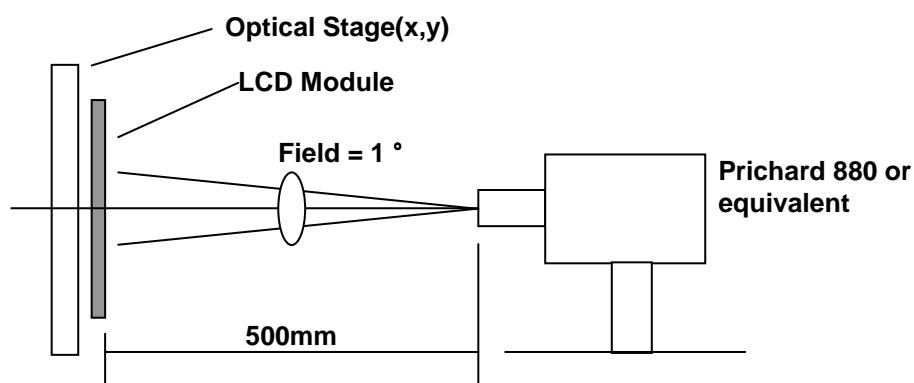 Optical Stage(x,y)
LCD Module
Field = 1 °
Prichard 880 or
equivalent
500mm